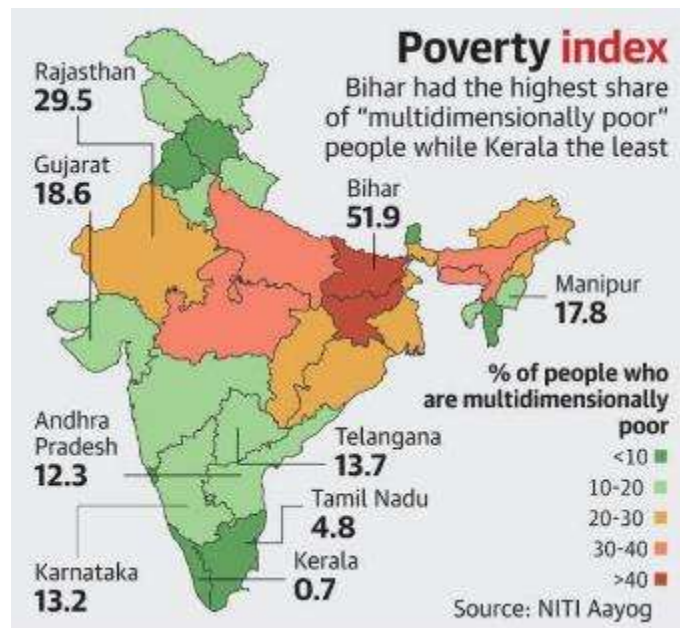 Poverty index
Bihar had the highest share
of "multidimensionally poor"
people while Kerala the least
Rajasthan
29.5
Gujarat
18.6
Bihar
51.9
Manipur
17.8
% of people who
are multidimensionally
poor
<10
10-20
20-30
30-40
>40
Andhra
Pradesh
12.3
Telangana
13.7
Tamil Nadu
4.8
Karnataka
13.2
Kerala
0.7
Source: NITI Aayog